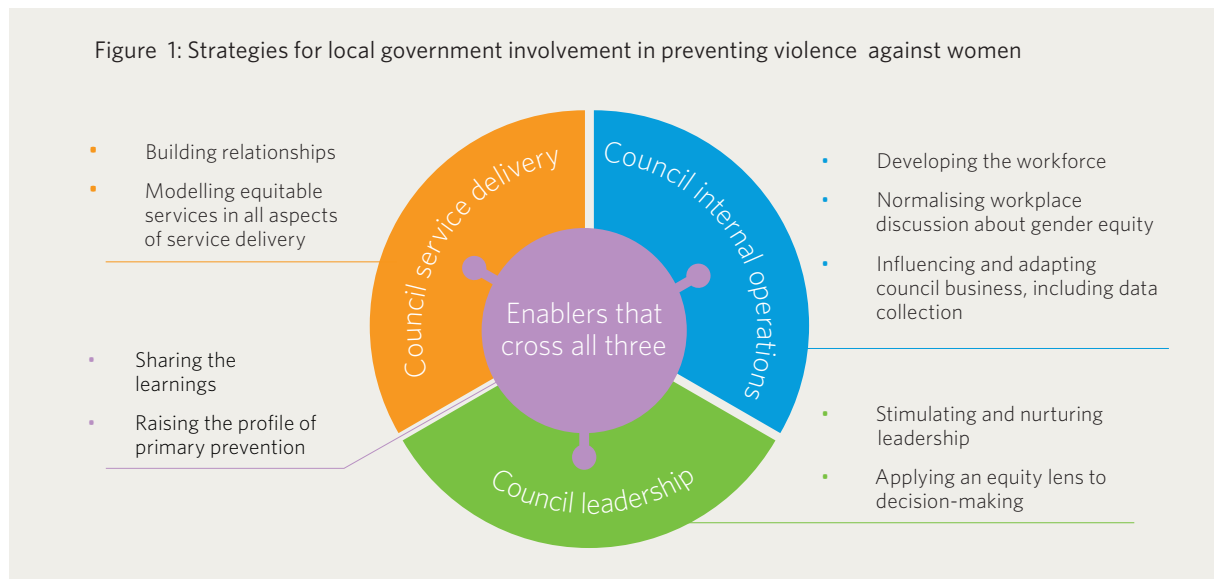 Figure 1: Strategies for local government involvement in preventing violence against women
• Building relationships
• Modelling equitable
services in all aspects
of service delivery
• Sharing the
learnings
• Raising the profile of
primary prevention
Council service delivery
Council internal operations
Enablers that
cross all three
Council leadership
• Developing the workforce
• Normalising workplace
discussion about gender equity
• Influencing and adapting
council business, including data
collection
• Stimulating and nurturing
leadership
• Applying an equity lens to
decision-making